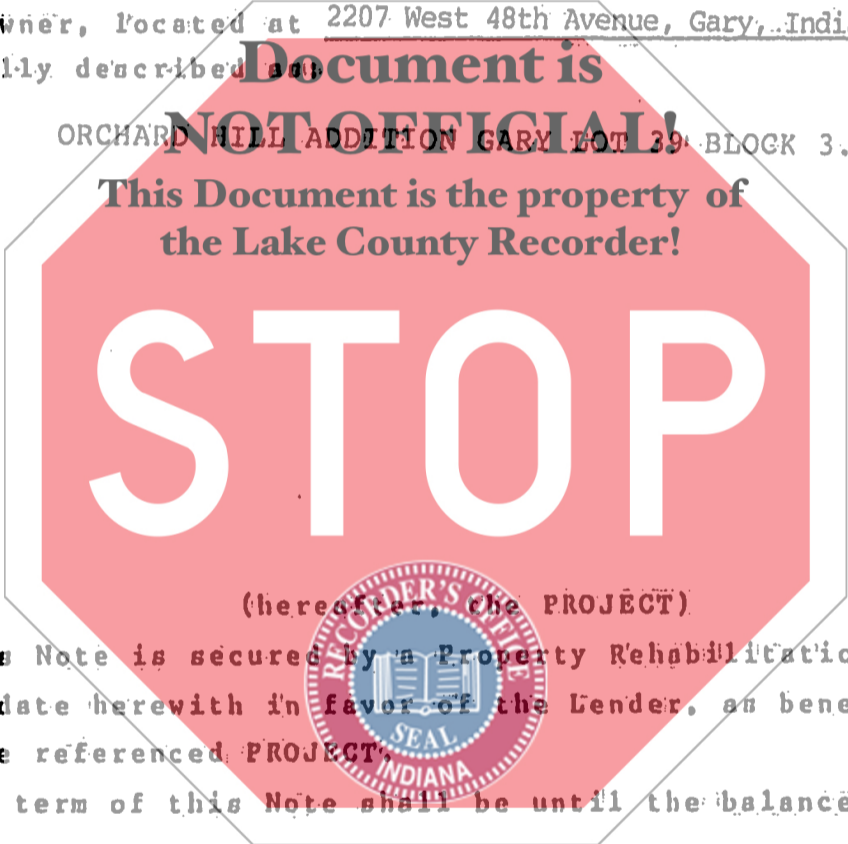 wner, located at 2207 West 48th Avenue, Gary, Indi
lly described as:
Document is
NOT OFFICIAL!
ORCHARD HILL ADDITION GARY LOT 39 BLOCK 3.
This Document is the property of
the Lake County Recorder!
STOP
(hereafter, the PROJECT)
RECORDER'S OFFICE
SEAL
INDIANA
s Note is secured by a Property Rehabilitatio
date herewith in favor of the Lender, as bene
e referenced PROJECT.
term of this Note shall be until the balance